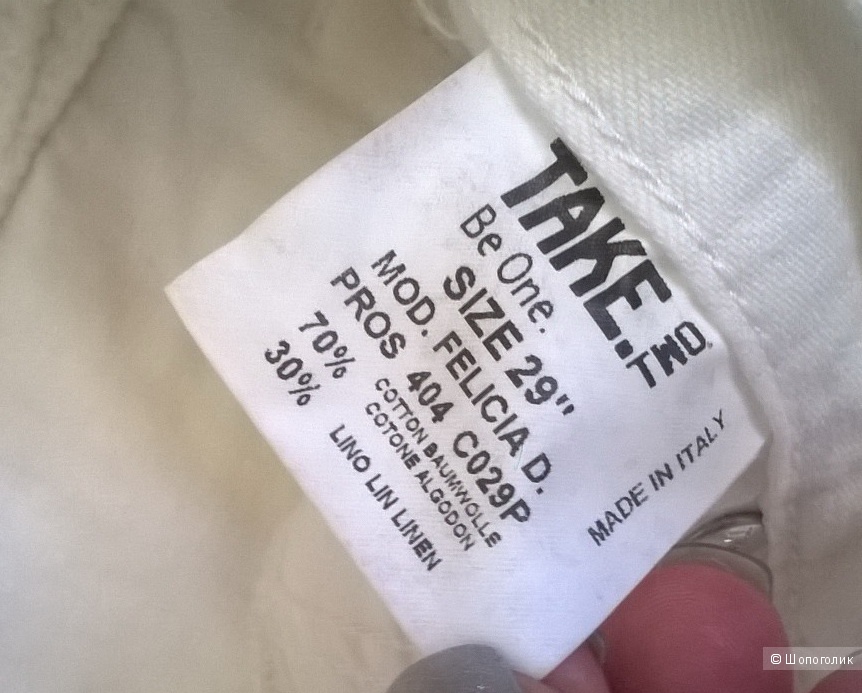 TAKE.
TWO
Be One.
SIZE 29"
MOD. FELICIA D.
PROS 404 C029P
70% COTTON BAUMWOLLE
COTONE ALGODON
30% LINO LIN LINEN
MADE IN ITALY
© Шопоголик